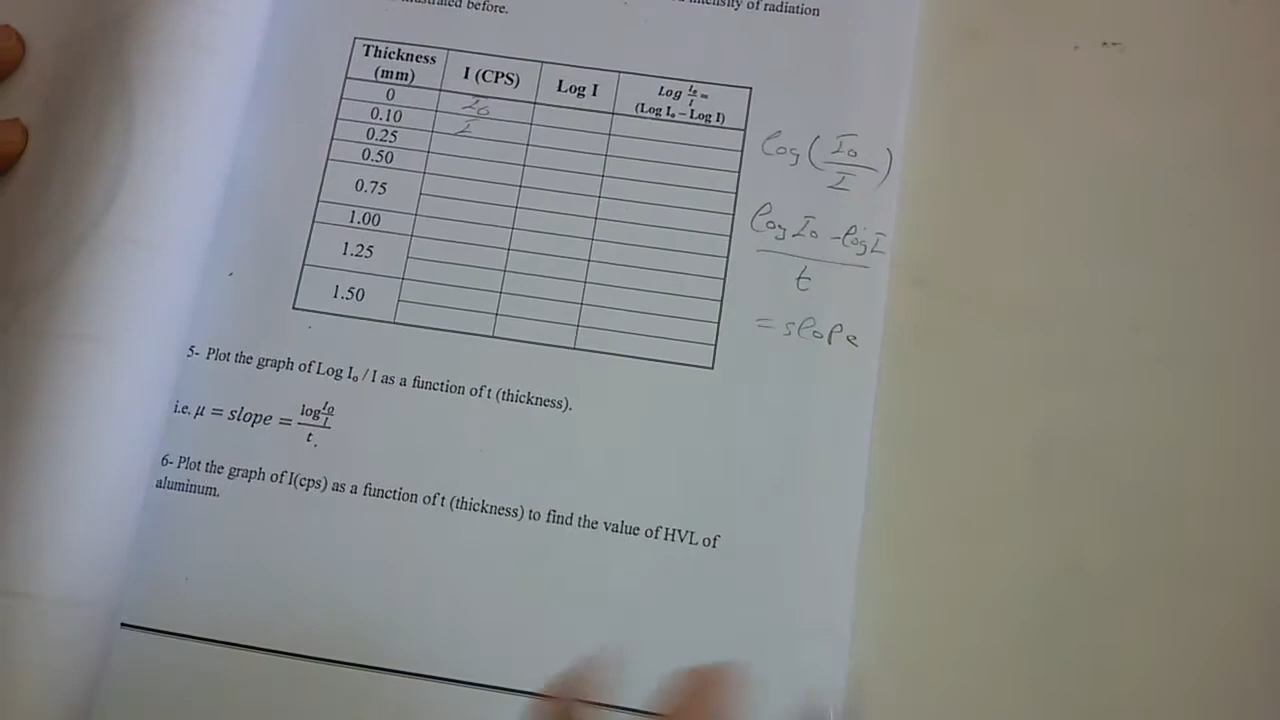 before.
intensity of radiation
Thickness (mm) I (CPS) Log I Log I₀/I = (Log I₀ – Log I)
0 I₀
0.10 I
0.25
0.50
0.75
1.00
1.25
1.50
log(I₀/I)
log I₀ - log I / t
= slope
5- Plot the graph of Log I₀ / I as a function of t (thickness).
i.e. μ = slope = log I₀/I / t.
6- Plot the graph of I(cps) as a function of t (thickness) to find the value of HVL of
aluminum.